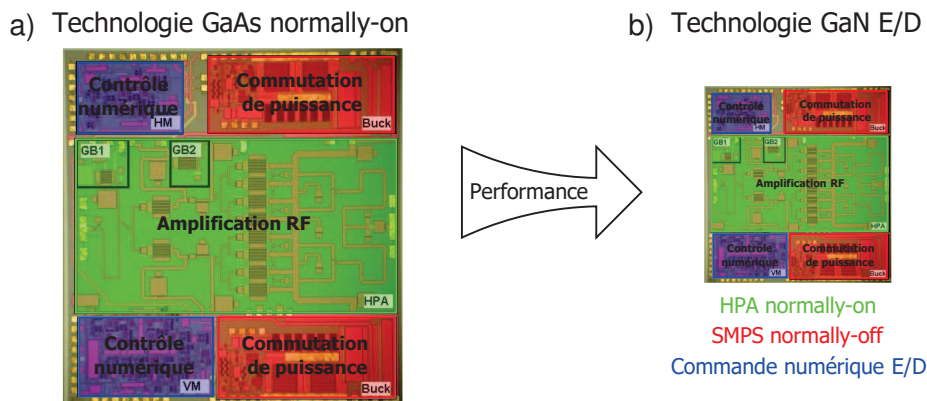 a) Technologie GaAs normally-on
Contrôle
numérique
HM
Commutation
de puissance
Buck
GB1
GB2
Amplification RF
HPA
Contrôle
numérique
VM
Commutation
de puissance
Buck
Performance
b) Technologie GaN E/D
Contrôle
numérique
HM
Commutation
de puissance
Buck
GB1
GB2
Amplification RF
HPA
Contrôle
numérique
VM
Commutation
de puissance
Buck
HPA normally-on
SMPS normally-off
Commande numérique E/D